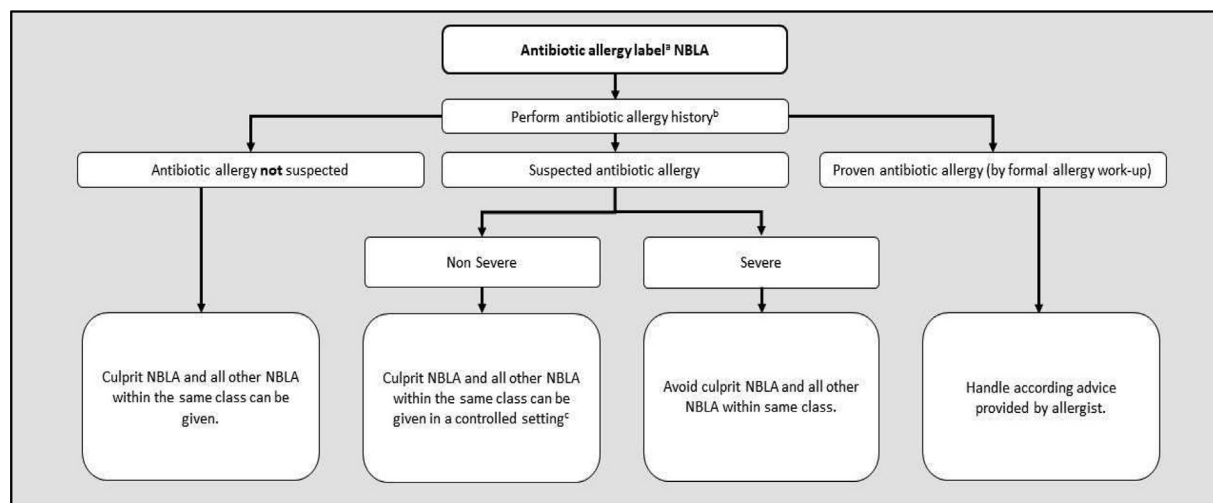 Antibiotic allergy labelᵃ NBLA
Perform antibiotic allergy historyᵇ
Antibiotic allergy not suspected
Suspected antibiotic allergy
Proven antibiotic allergy (by formal allergy work-up)
Non Severe
Severe
Culprit NBLA and all other NBLA
within the same class can be
given.
Culprit NBLA and all other NBLA
within the same class can be
given in a controlled settingᶜ
Avoid culprit NBLA and all other
NBLA within same class.
Handle according advice
provided by allergist.